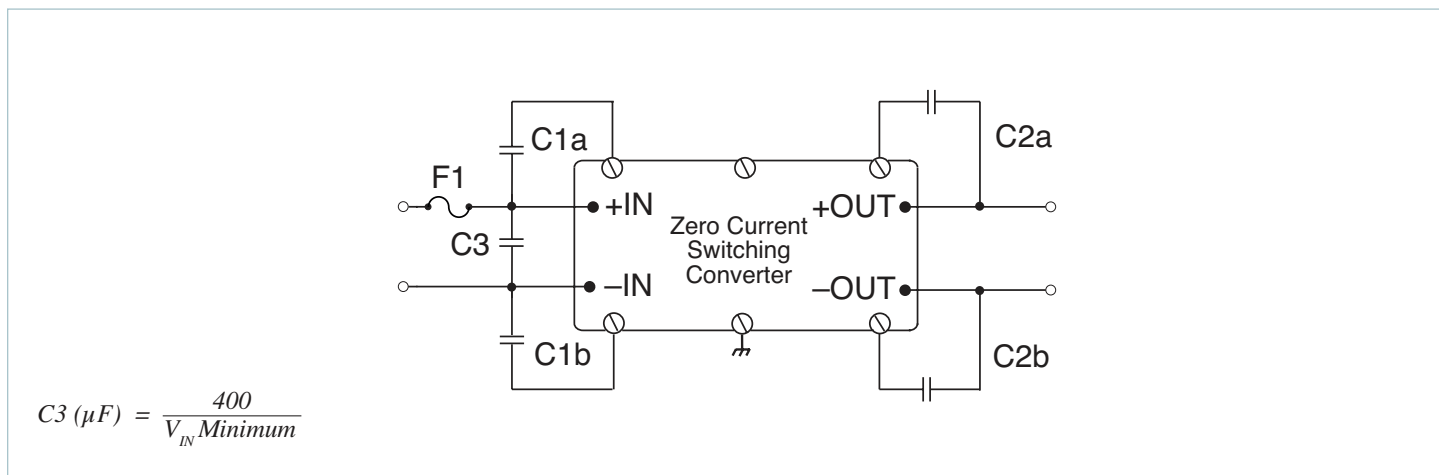 C1a
C2a
F1
+IN
+OUT
Zero Current
Switching
Converter
C3
–IN
–OUT
C1b
C2b
C3 (µF) = 400
V_IN Minimum